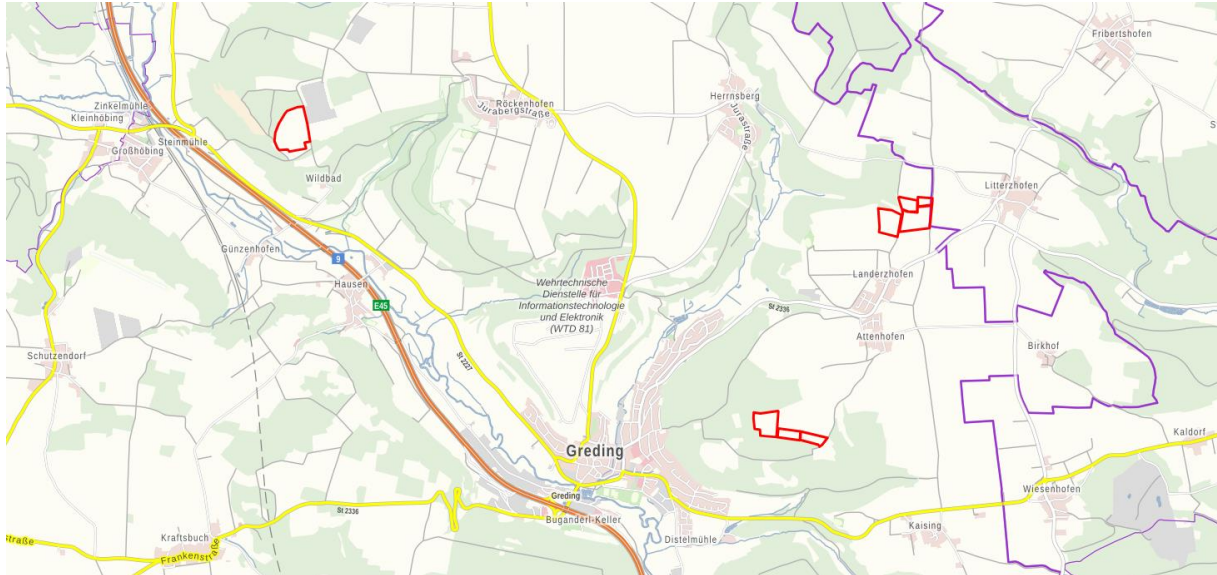 Fribertshofen
Röckenhofen
Jurabergstraße
Herrnsberg
Jurastraße
Zinkelmühle
Kleinhöbing
Steinmühle
Großhöbing
Wildbad
Litterzhofen
Günzenhofen
9
Hausen
E45
Wehrtechnische
Dienstelle für
Informationstechnologie
und Elektronik
(WTD 81)
Landerzhofen
St 2336
Attenhofen
Birkhof
Schutzendorf
St 2227
Greding
Kaldorf
Greding
Wiesenhofen
St 2336
Buganderl-Keller
Kaising
Kraftsbuch
Distelmühle
straße
Frankenstraße